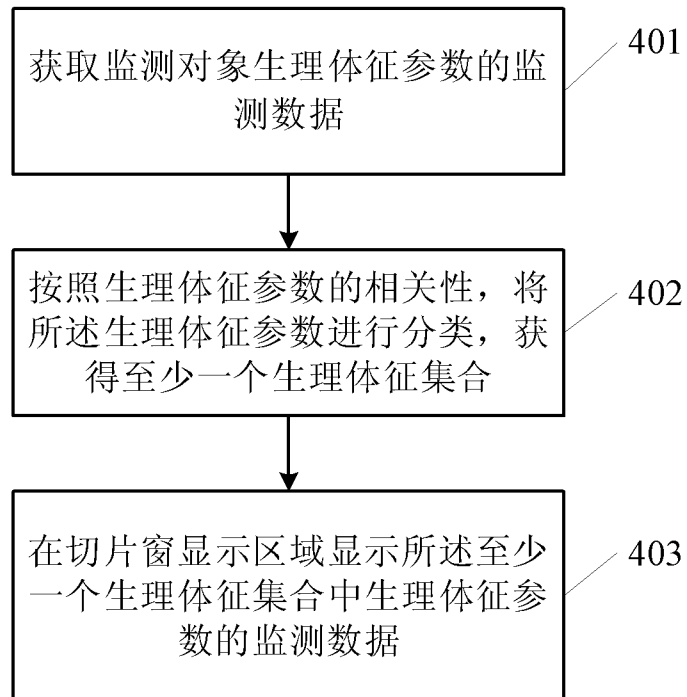 获取监测对象生理体征参数的监
测数据
401
按照生理体征参数的相关性，将
所述生理体征参数进行分类，获
得至少一个生理体征集合
402
在切片窗显示区域显示所述至少
一个生理体征集合中生理体征参
数的监测数据
403